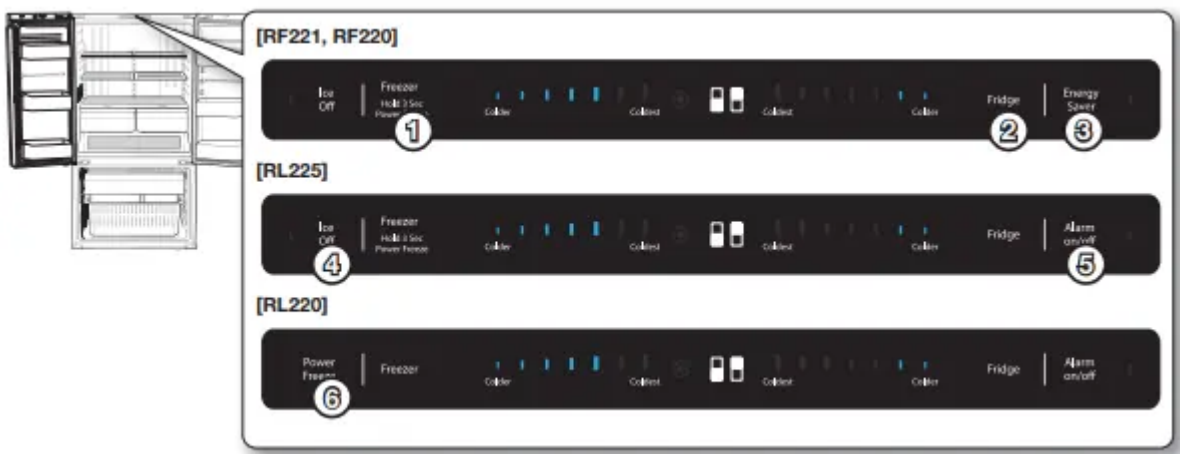 [RF221, RF220]
Ice
Off
Freezer
Hold 3 Sec
Power
Colder
Coldest
Coldest
Colder
Fridge
Energy
Saver
1
2
3
[RL225]
Ice
Off
Freezer
Hold 3 Sec
Power Freeze
Colder
Coldest
Coldest
Colder
Fridge
Alarm
on/off
4
5
[RL220]
Power
Freeze
Freezer
Colder
Coldest
Coldest
Colder
Fridge
Alarm
on/off
6